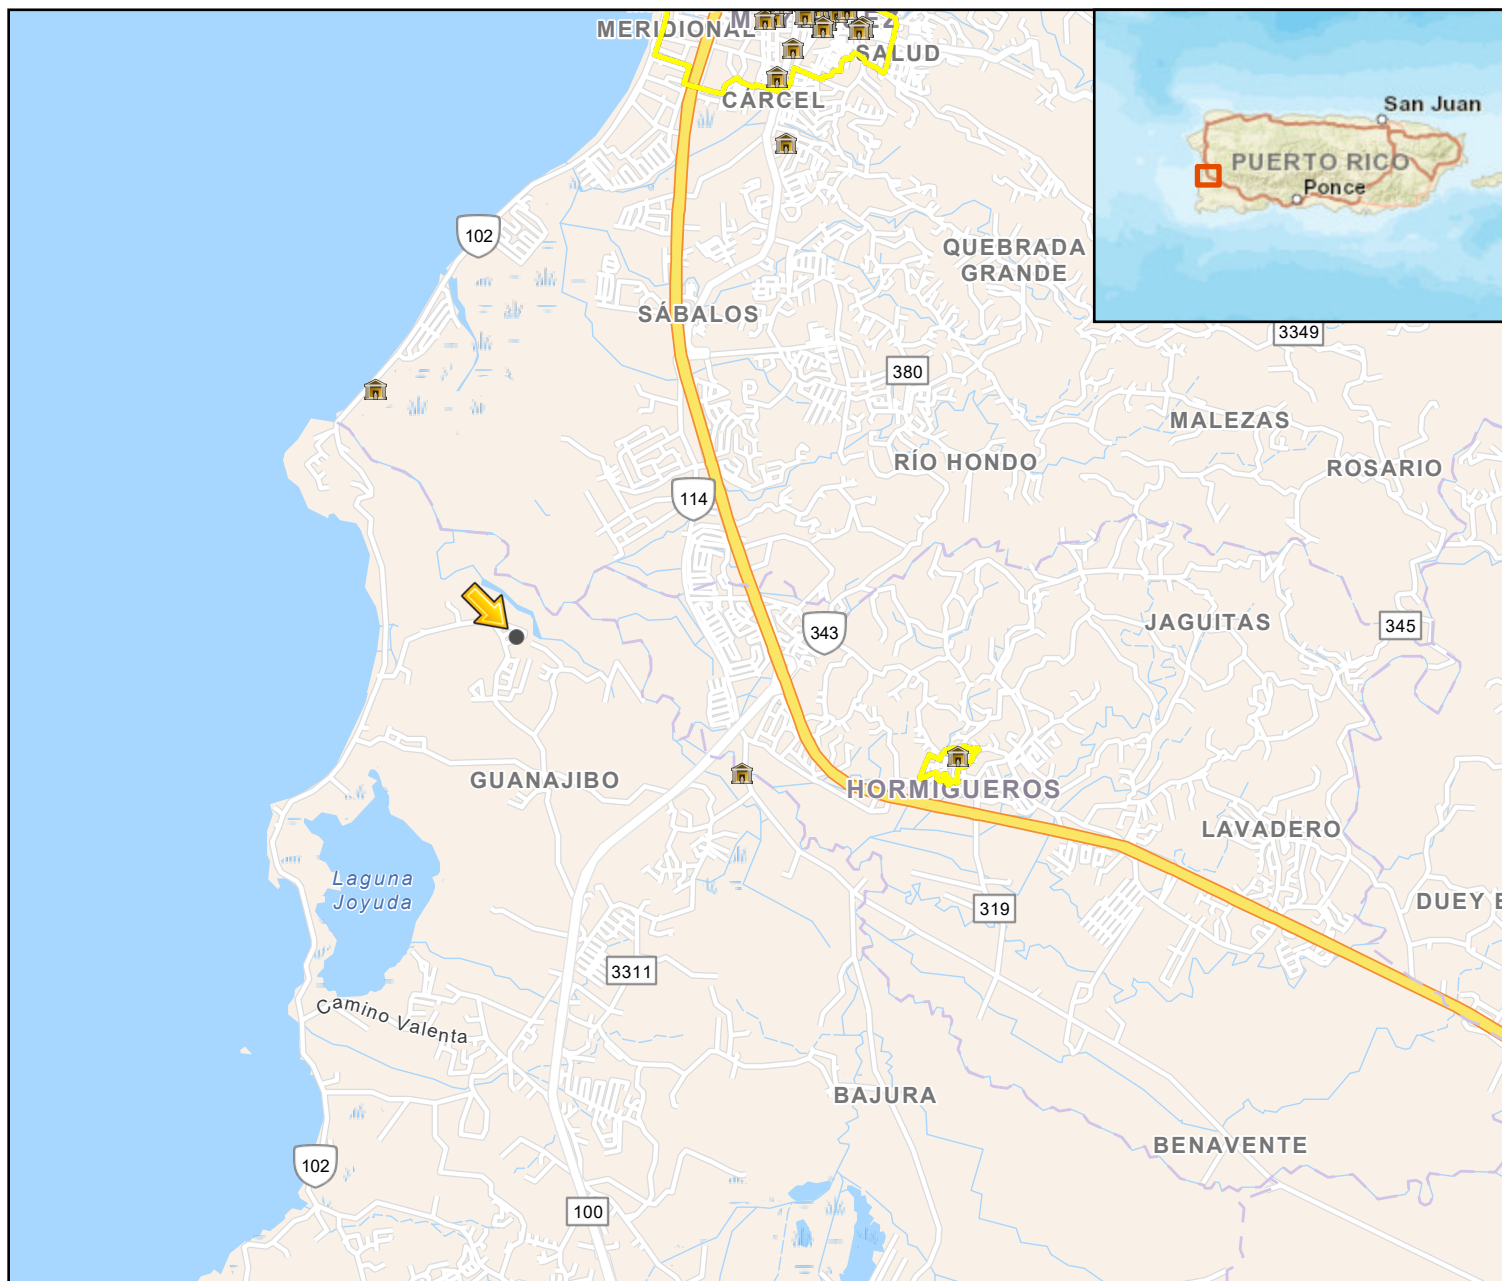 MERIDIONAL
SALUD
CÁRCEL
San Juan
PUERTO RICO
Ponce
102
QUEBRADA
GRANDE
SÁBALOS
3349
380
MALEZAS
RÍO HONDO
ROSARIO
114
JAGUITAS
345
343
GUANAJIBO
HORMIGUEROS
LAVADERO
Laguna
Joyuda
319
DUEY
3311
Camino Valenta
BAJURA
BENAVENTE
102
100